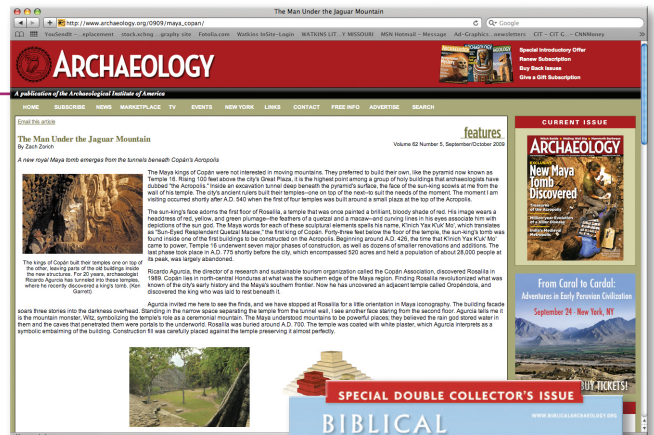 The Man Under the Jaguar Mountain
http://www.archaeology.org/0909/maya_copan/
Google
YouSendIt -...eplacement stock.xchng...graphy site Fotolia.com Watkins InSite-Login WATKINS LIT...Y MISSOURI MSN Hotmail - Message Ad-Graphics...newsletters CIT - CIT G... - CNNMoney
ARCHAEOLOGY
Special Introductory Offer
Renew Subscription
Buy Back Issues
Give a Gift Subscription
A publication of the Archaeological Institute of America
HOME SUBSCRIBE NEWS MARKETPLACE TV EVENTS NEW YORK LINKS CONTACT FREE INFO ADVERTISE SEARCH
Email this article
features
The Man Under the Jaguar Mountain
By Zach Zorich
Volume 62 Number 5, September/October 2009
A new royal Maya tomb emerges from the tunnels beneath Copán's Acropolis
The Maya kings of Copán were not interested in moving mountains. They preferred to build their own, like the pyramid now known as
Temple 16. Rising 100 feet above the city's Great Plaza, it is the highest point among a group of holy buildings that archaeologists have
dubbed "the Acropolis." Inside an excavation tunnel deep beneath the pyramid's surface, the face of the sun-king scowls at me from the
wall of his temple. The city's ancient rulers built their temples—one on top of the next—to suit the needs of the moment. The moment I am
visiting occurred shortly after A.D. 540 when the first of four temples was built around a small plaza at the top of the Acropolis.
The sun-king's face adorns the first floor of Rosalila, a temple that was once painted a brilliant, bloody shade of red. His image wears a
headdress of red, yellow, and green plumage—the feathers of a quetzal and a macaw—and curving lines in his eyes associate him with
depictions of the sun god. The Maya words for each of these sculptural elements spells his name, K'inich Yax K'uk' Mo', which translates
as "Sun-Eyed Resplendent Quetzal Macaw," the first king of Copán. Forty-three feet below the floor of the temple, the sun-king's tomb was
found inside one of the first buildings to be constructed on the Acropolis. Beginning around A.D. 426, the time that K'inich Yax K'uk' Mo'
came to power, Temple 16 underwent seven major phases of construction, as well as dozens of smaller renovations and additions. The
last phase took place in A.D. 775 shortly before the city, which encompassed 520 acres and held a population of about 28,000 people at
its peak, was largely abandoned.
The kings of Copán built their temples one on top of
the other, leaving parts of the old buildings inside
the new structures. For 20 years, archaeologist
Ricardo Agurcia has tunneled into these temples,
where he recently discovered a king's tomb. (Ken
Garrett)
Ricardo Agurcia, the director of a research and sustainable tourism organization called the Copán Association, discovered Rosalila in
1989. Copán lies in north-central Honduras at what was the southern edge of the Maya region. Finding Rosalila revolutionized what was
known of the city's early history and the Maya's southern frontier. Now he has uncovered an adjacent temple called Oropéndola, and
discovered the king who was laid to rest beneath it.
Agurcia invited me here to see the finds, and we have stopped at Rosalila for a little orientation in Maya iconography. The building facade
soars three stories into the darkness overhead. Standing in the narrow space separating the temple from the tunnel wall, I see another face staring from the second floor. Agurcia tells me it
is the mountain monster, Witz, symbolizing the temple's role as a ceremonial mountain. The Maya understood mountains to be powerful places; they believed the rain god stored water in
them and the caves that penetrated them were portals to the underworld. Rosalila was buried around A.D. 700. The temple was coated with white plaster, which Agurcia interprets as a
symbolic embalming of the building. Construction fill was carefully placed against the temple preserving it almost perfectly.
CURRENT ISSUE
ARCHAEOLOGY
EXCLUSIVE
New Maya
Tomb
Discovered
Treasures
of the Acropolis
From Caral to Cardal:
Adventures in Early Peruvian Civilization
September 24 - New York, NY
BUY TICKETS!
SPECIAL DOUBLE COLLECTOR'S ISSUE
WWW.BIBLICALARCHAEOLOGY.ORG
BIBLICAL